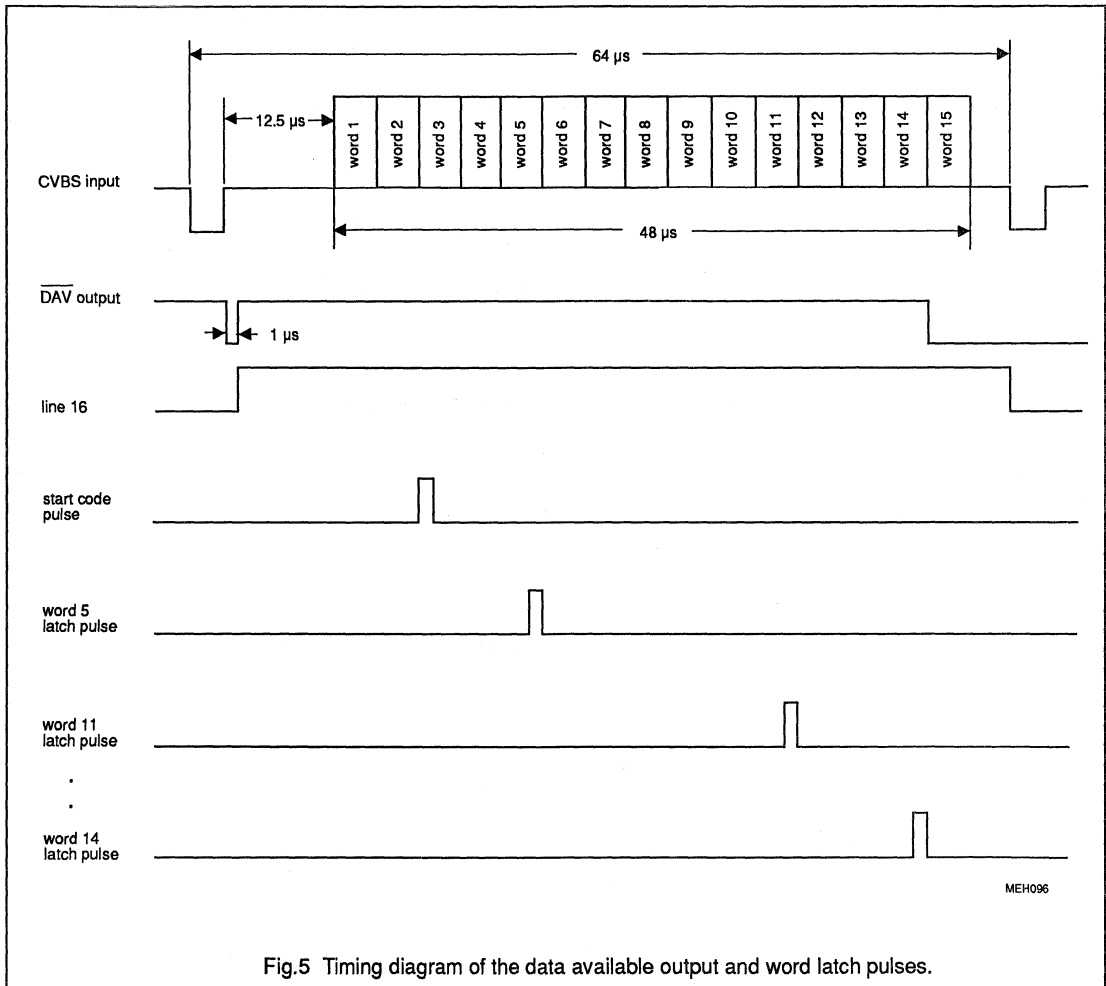 64 µs
12.5 µs
word 1
word 2
word 3
word 4
word 5
word 6
word 7
word 8
word 9
word 10
word 11
word 12
word 13
word 14
word 15
CVBS input
48 µs
DAV output
1 µs
line 16
start code
pulse
word 5
latch pulse
word 11
latch pulse
.
.
word 14
latch pulse
MEH096
Fig.5 Timing diagram of the data available output and word latch pulses.